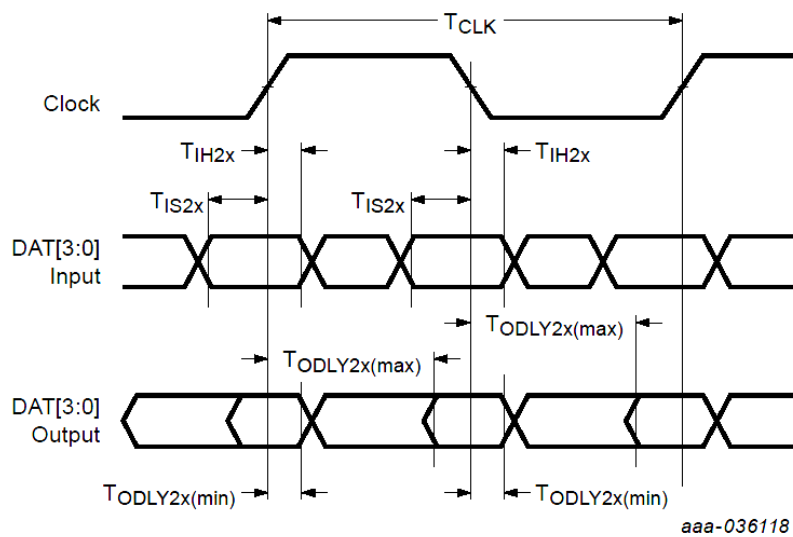 TCLK
Clock
TIH2x
TIH2x
TIS2x
TIS2x
DAT[3:0]
Input
TODLY2x(max)
TODLY2x(max)
DAT[3:0]
Output
TODLY2x(min)
TODLY2x(min)
aaa-036118